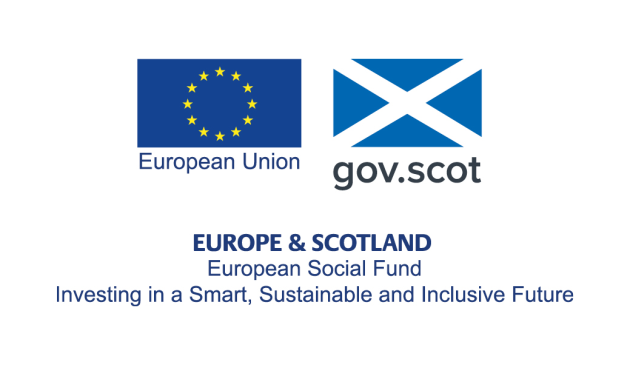 European Union
gov.scot
EUROPE & SCOTLAND
European Social Fund
Investing in a Smart, Sustainable and Inclusive Future